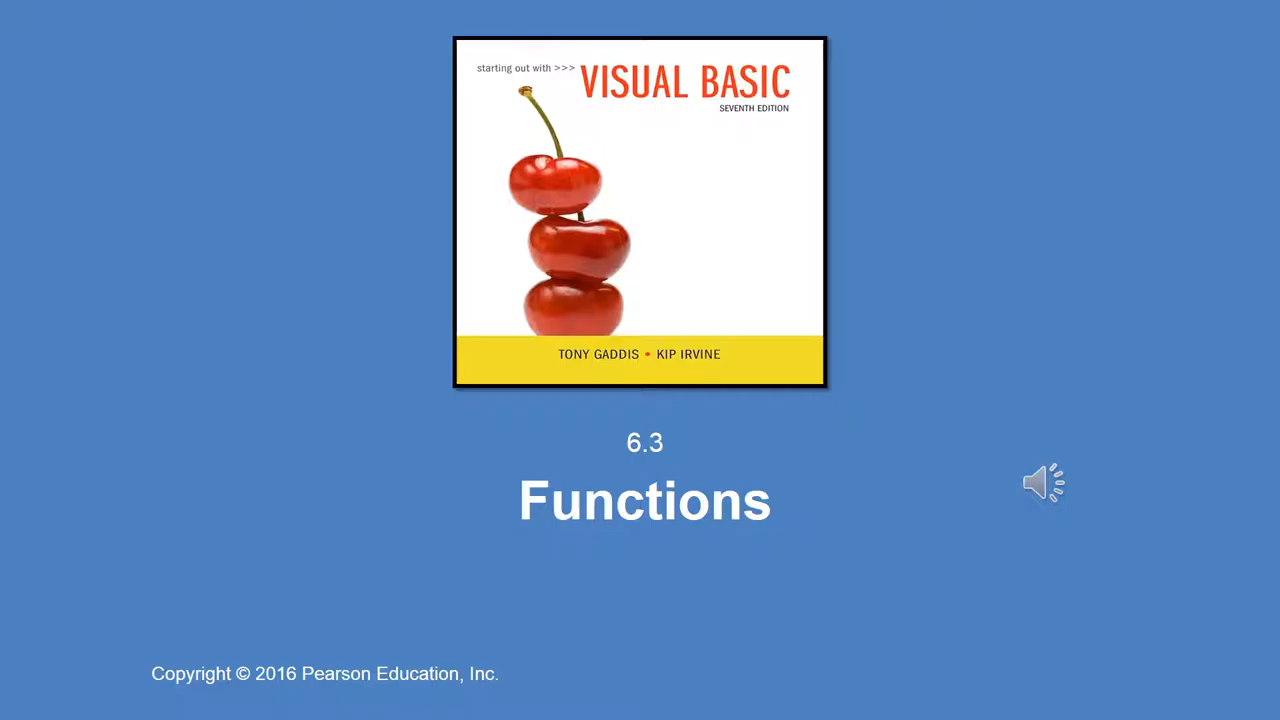 starting out with >>> VISUAL BASIC
SEVENTH EDITION
TONY GADDIS • KIP IRVINE
6.3
Functions
Copyright © 2016 Pearson Education, Inc.